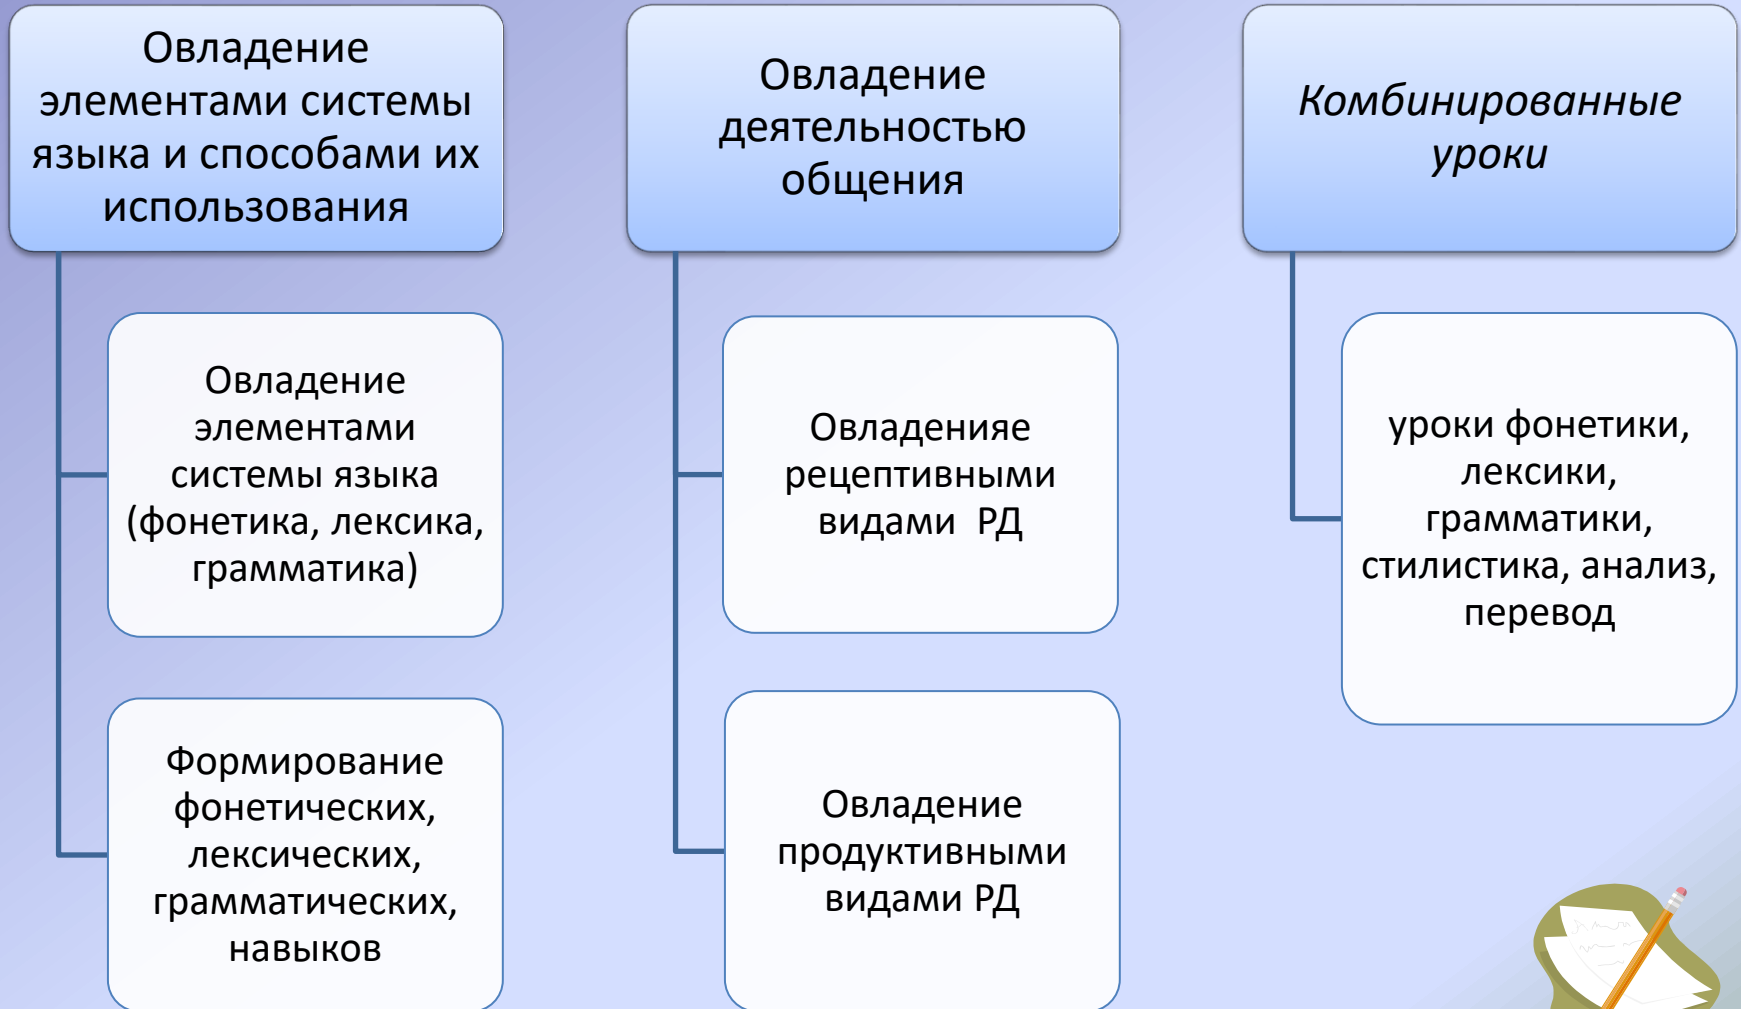 Овладение
элементами системы
языка и способами их
использования
Овладение
элементами
системы языка
(фонетика, лексика,
грамматика)
Формирование
фонетических,
лексических,
грамматических,
навыков
Овладение
деятельностью
общения
Овладенияе
рецептивными
видами РД
Овладение
продуктивными
видами РД
Комбинированные
уроки
уроки фонетики,
лексики,
грамматики,
стилистика, анализ,
перевод